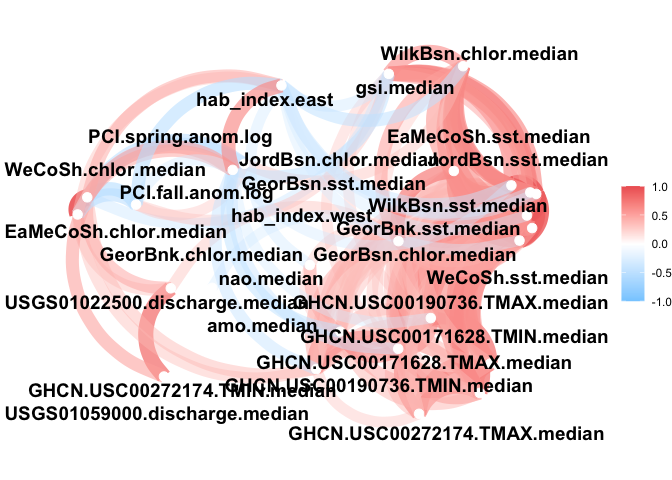 WilkBsn.chlor.median
gsi.median
hab_index.east
PCI.spring.anom.log
EaMeCoSh.sst.median
JordBsn.chlor.median
JordBsn.sst.median
WeCoSh.chlor.median
GeorBsn.sst.median
PCI.fall.anom.log
WilkBsn.sst.median
hab_index.west
EaMeCoSh.chlor.median
GeorBnk.sst.median
GeorBnk.chlor.median
GeorBsn.chlor.median
nao.median
WeCoSh.sst.median
USGS01022500.discharge.median
GHCN.USC00190736.TMAX.median
amo.median
GHCN.USC00171628.TMIN.median
GHCN.USC00171628.TMAX.median
GHCN.USC00272174.TMIN.median
GHCN.USC00190736.TMIN.median
USGS01059000.discharge.median
GHCN.USC00272174.TMAX.median
1.0
0.5
0.0
-0.5
-1.0